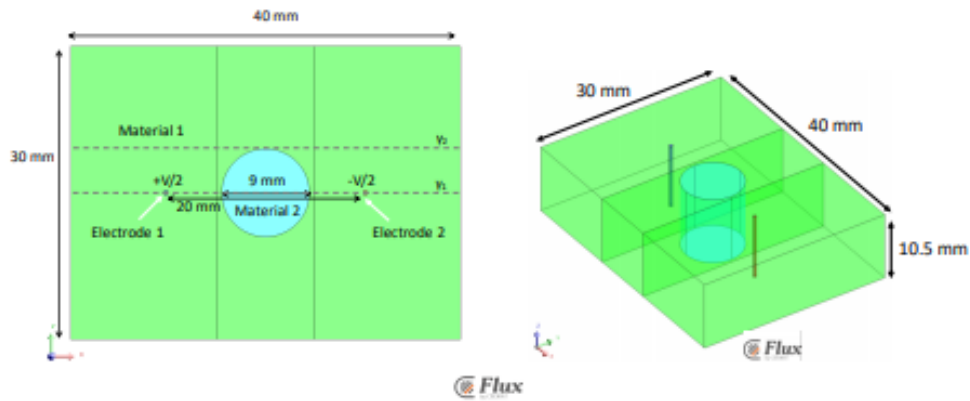 40 mm
30 mm
Material 1
y₂
+V/2
9 mm
-V/2
y₁
20 mm
Material 2
Electrode 1
Electrode 2
30 mm
40 mm
10.5 mm
Flux
Flux